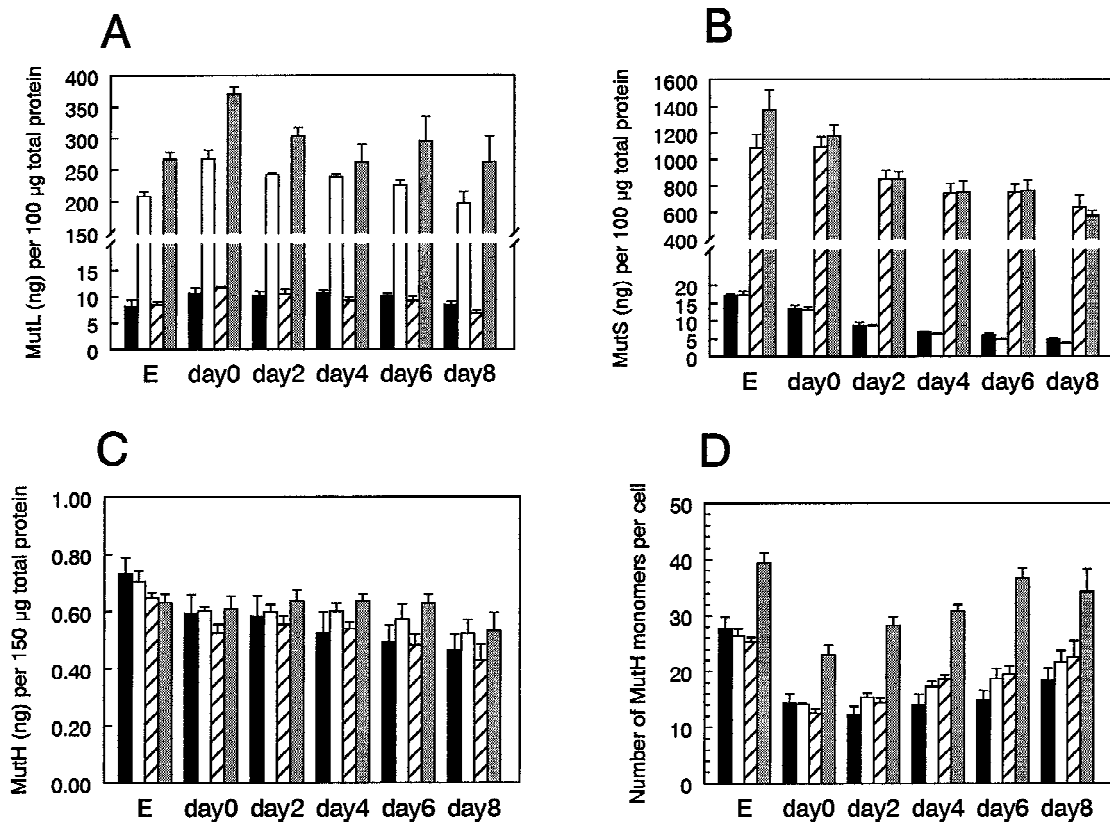 A
MutL (ng) per 100 µg total protein
400
350
300
250
200
150
15
10
5
0
E day0 day2 day4 day6 day8
B
MutS (ng) per 100 µg total protein
1600
1400
1200
1000
800
600
400
20
15
10
5
0
E day0 day2 day4 day6 day8
C
MutH (ng) per 150 µg total protein
1.00
0.80
0.60
0.40
0.20
0.00
E day0 day2 day4 day6 day8
D
Number of MutH monomers per cell
50
40
30
20
10
0
E day0 day2 day4 day6 day8